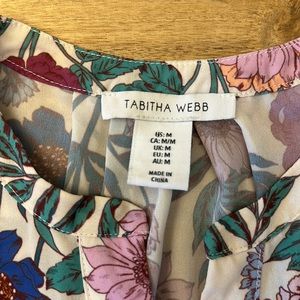 TABITHA WEBB
US: M
CA: M/M
UK: M
EU: M
AU: M
MADE IN
CHINA